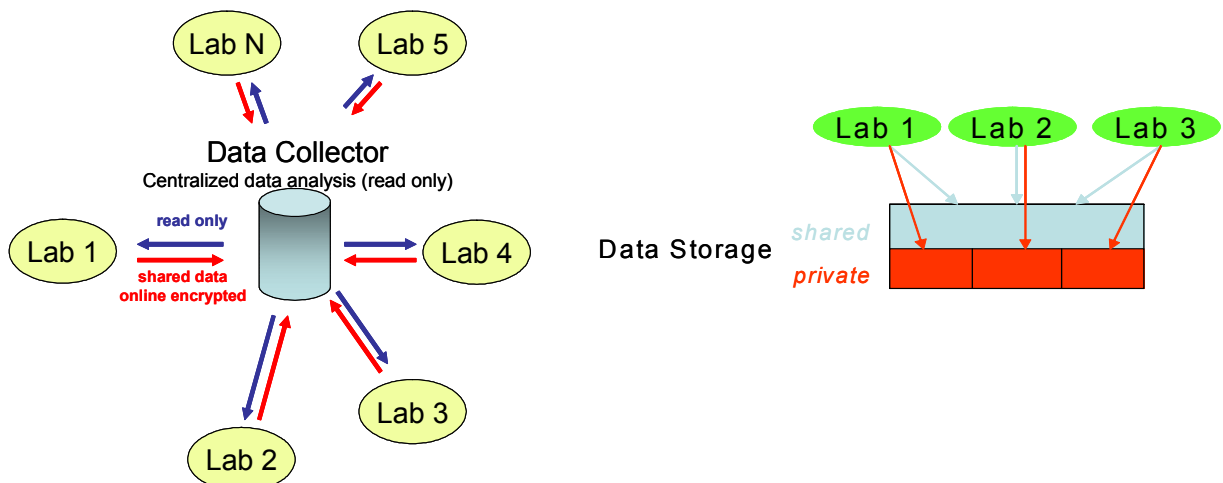 Lab N
Lab 5
Data Collector
Centralized data analysis (read only)
Lab 1
read only
shared data
online encrypted
Lab 4
Lab 3
Lab 2
Lab 1
Lab 2
Lab 3
Data Storage
shared
private